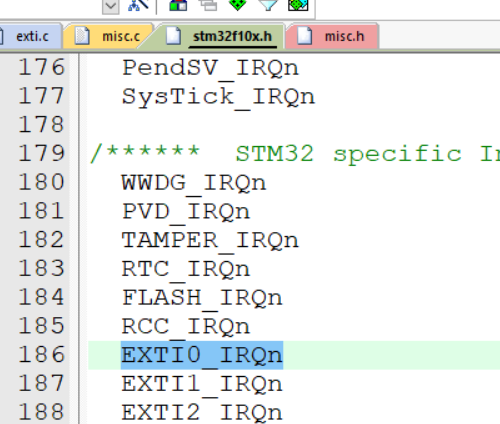 exti.c misc.c stm32f10x.h misc.h
176 PendSV_IRQn
177 SysTick_IRQn
178
179 /****** STM32 specific
180 WWDG_IRQn
181 PVD_IRQn
182 TAMPER_IRQn
183 RTC_IRQn
184 FLASH_IRQn
185 RCC_IRQn
186 EXTI0_IRQn
187 EXTI1_IRQn
188 EXTI2_IRQn